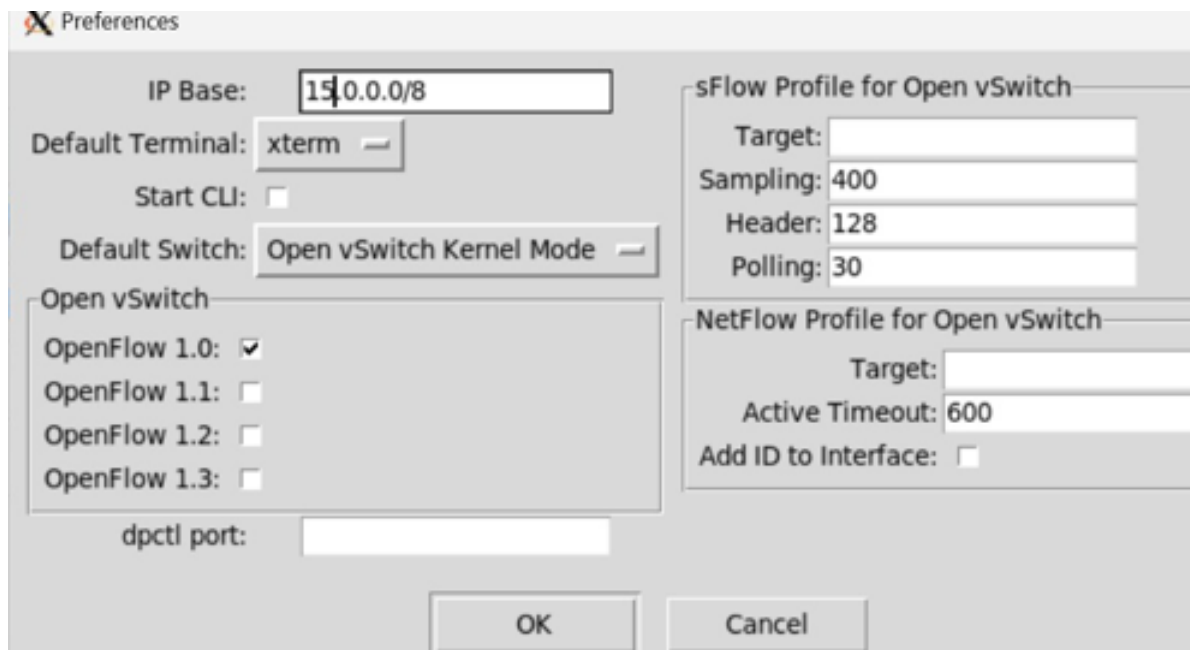 Preferences
IP Base: 15.0.0.0/8
Default Terminal: xterm
Start CLI:
Default Switch: Open vSwitch Kernel Mode
Open vSwitch
OpenFlow 1.0:
OpenFlow 1.1:
OpenFlow 1.2:
OpenFlow 1.3:
dpctl port:
sFlow Profile for Open vSwitch
Target:
Sampling: 400
Header: 128
Polling: 30
NetFlow Profile for Open vSwitch
Target:
Active Timeout: 600
Add ID to Interface:
OK
Cancel